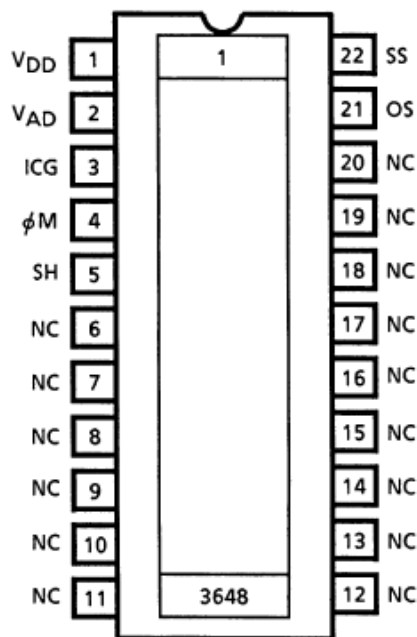 VDD 1 1 22 SS
VAD 2 21 OS
ICG 3 20 NC
ϕM 4 19 NC
SH 5 18 NC
NC 6 17 NC
NC 7 16 NC
NC 8 15 NC
NC 9 14 NC
NC 10 13 NC
NC 11 3648 12 NC